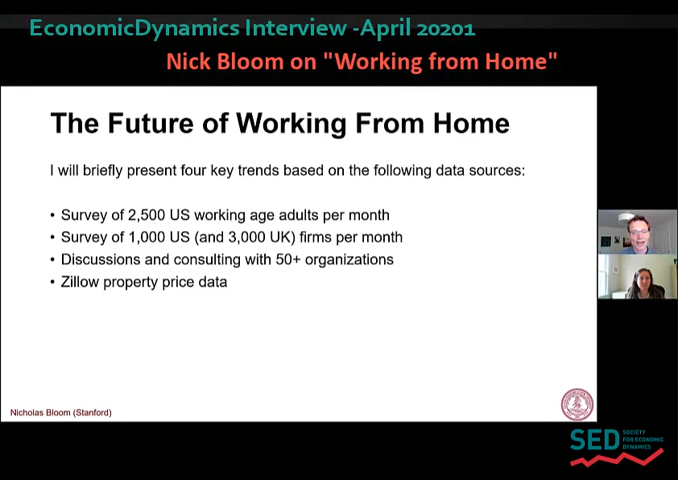 EconomicDynamics Interview -April 20201
Nick Bloom on "Working from Home"
The Future of Working From Home
I will briefly present four key trends based on the following data sources:
• Survey of 2,500 US working age adults per month
• Survey of 1,000 US (and 3,000 UK) firms per month
• Discussions and consulting with 50+ organizations
• Zillow property price data
Nicholas Bloom (Stanford)
SED
SOCIETY
FOR ECONOMIC
DYNAMICS